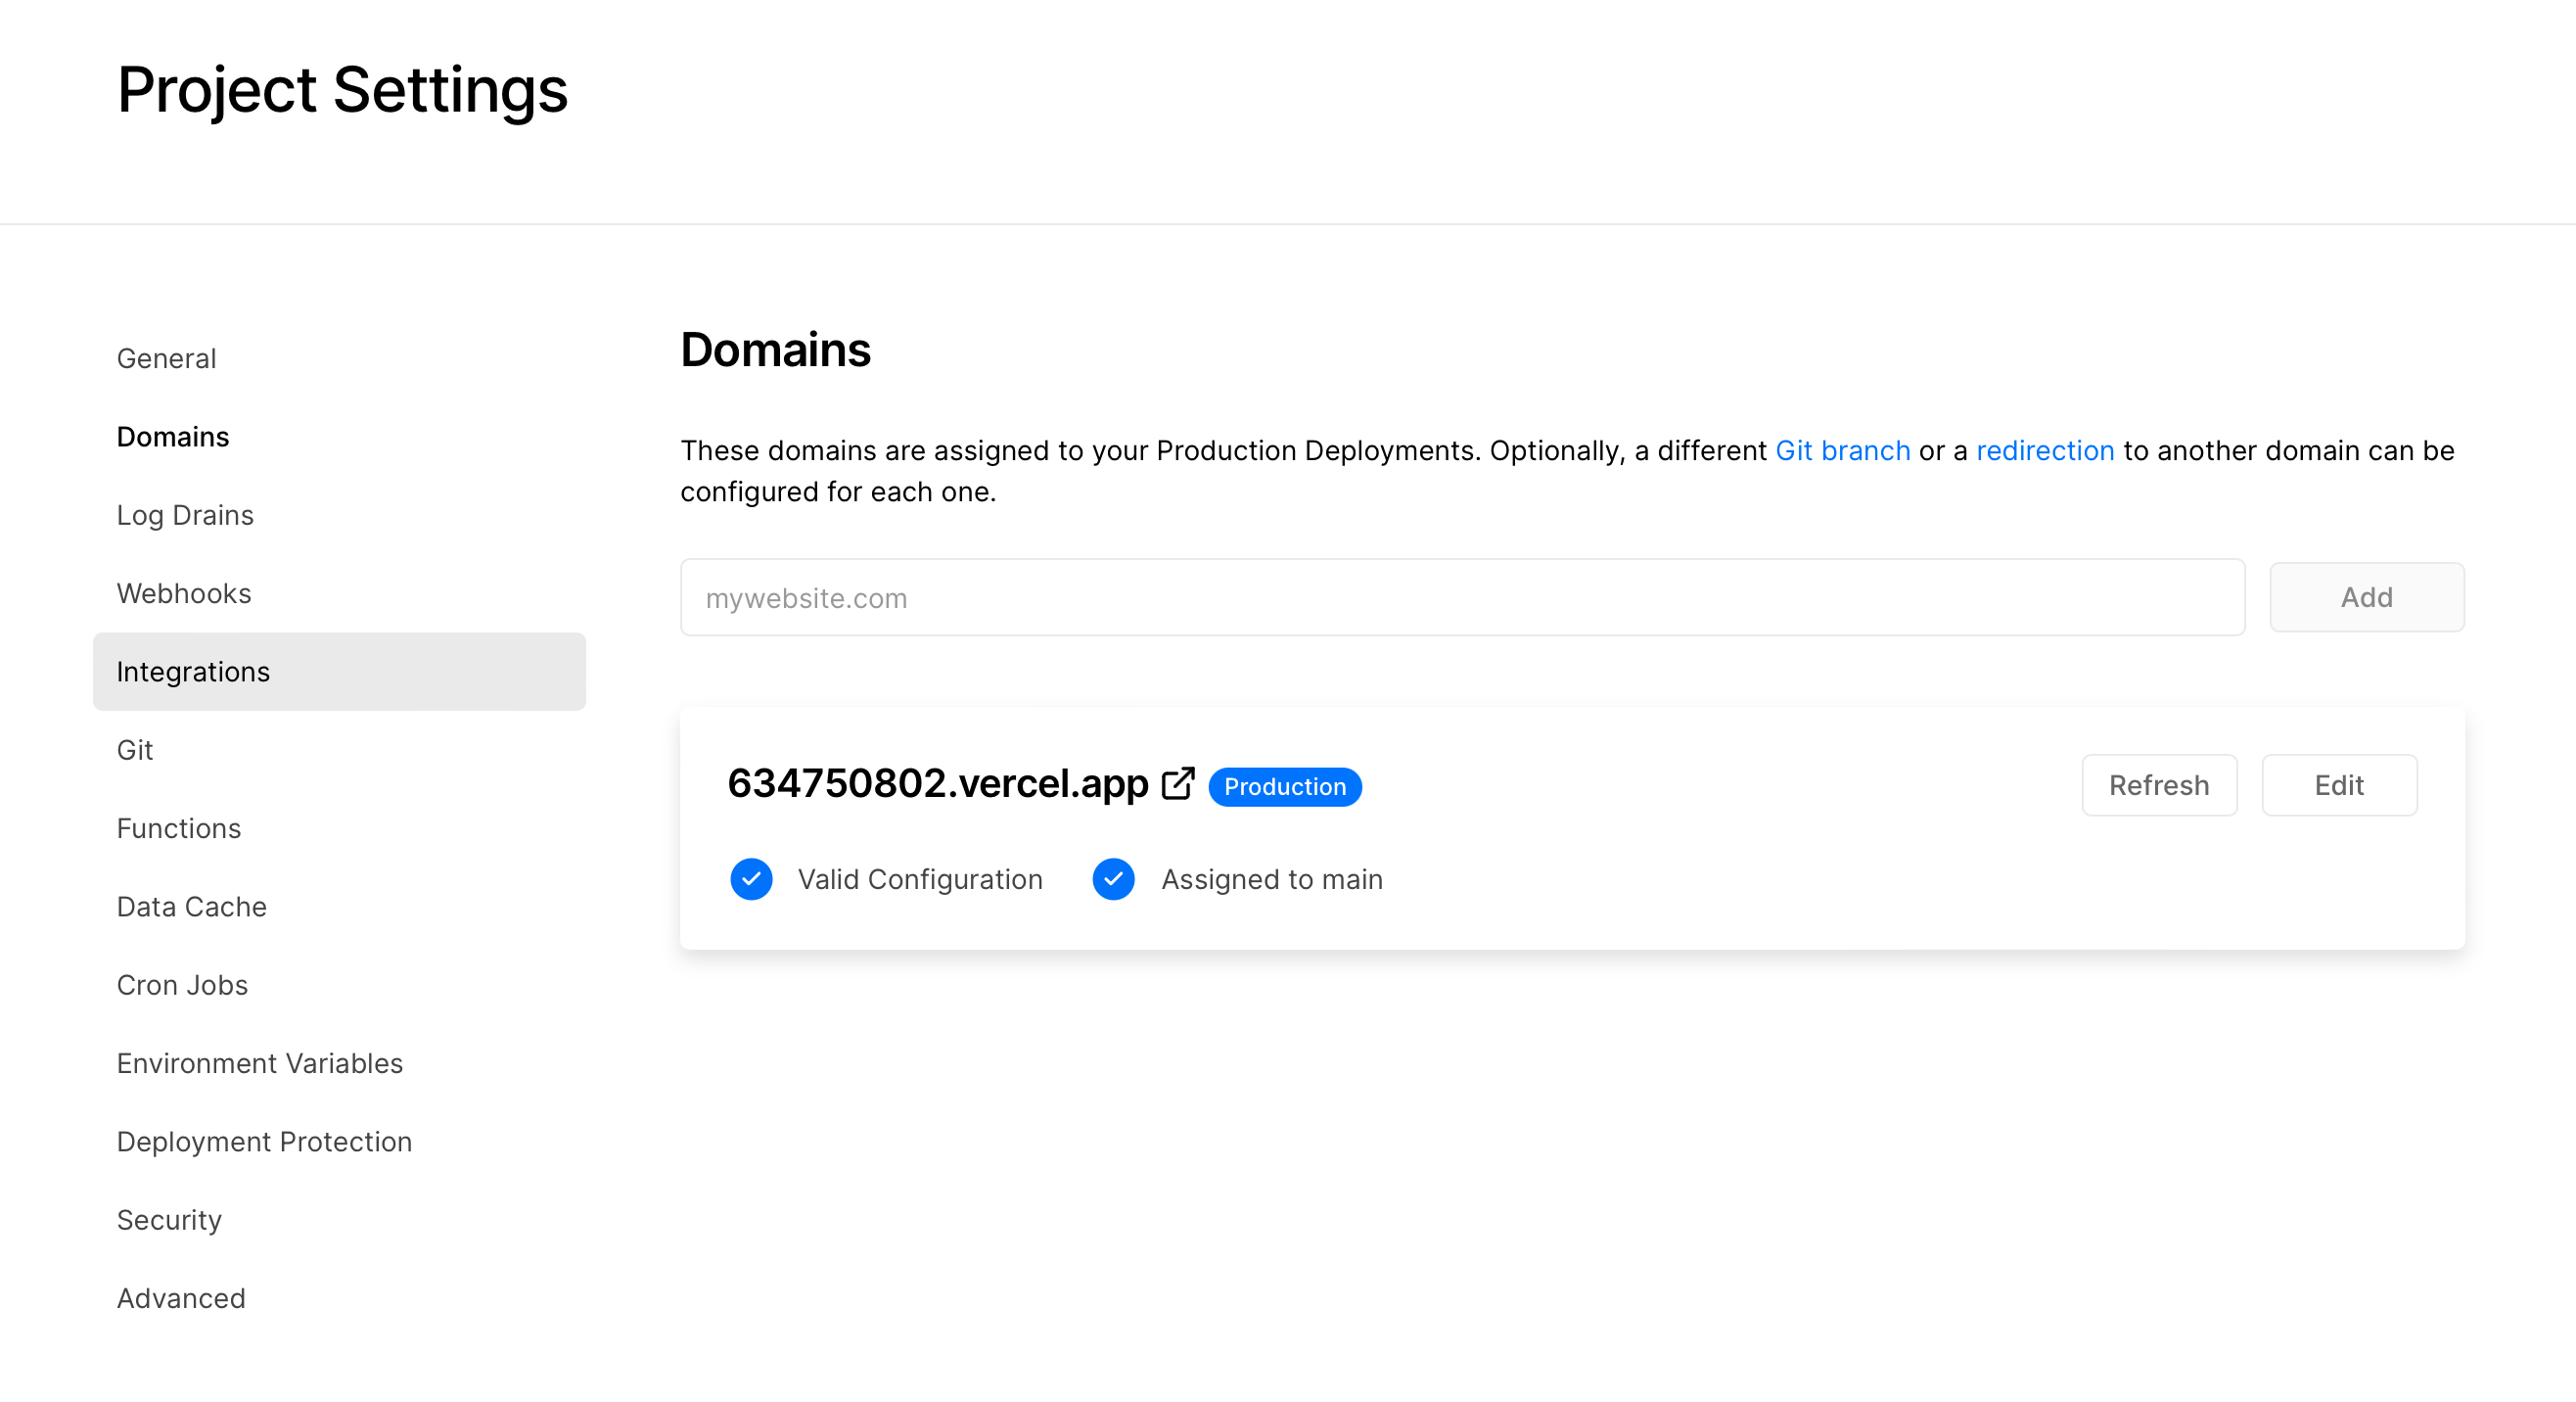 Project Settings
General
Domains
Log Drains
Webhooks
Integrations
Git
Functions
Data Cache
Cron Jobs
Environment Variables
Deployment Protection
Security
Advanced
Domains
These domains are assigned to your Production Deployments. Optionally, a different Git branch or a redirection to another domain can be
configured for each one.
mywebsite.com
Add
634750802.vercel.app Production
Refresh
Edit
Valid Configuration
Assigned to main